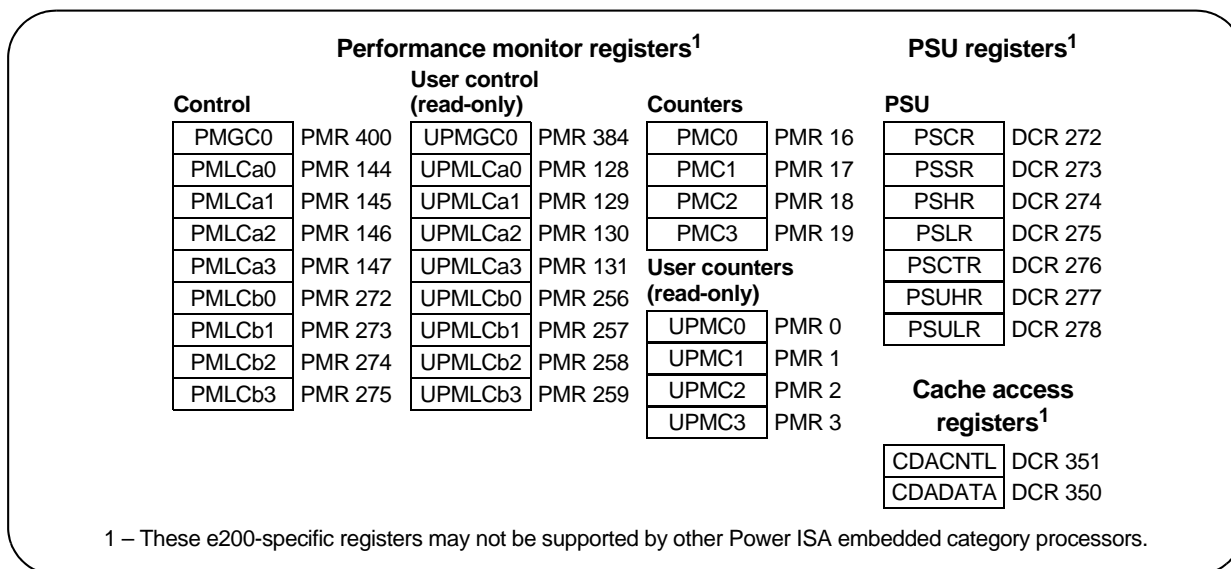 Performance monitor registers1
PSU registers1
Control
User control
(read-only)
Counters
PSU
PMGC0 PMR 400 UPMGC0 PMR 384 PMC0 PMR 16 PSCR DCR 272
PMLCa0 PMR 144 UPMLCa0 PMR 128 PMC1 PMR 17 PSSR DCR 273
PMLCa1 PMR 145 UPMLCa1 PMR 129 PMC2 PMR 18 PSHR DCR 274
PMLCa2 PMR 146 UPMLCa2 PMR 130 PMC3 PMR 19 PSLR DCR 275
PMLCa3 PMR 147 UPMLCa3 PMR 131 User counters PSCTR DCR 276
PMLCb0 PMR 272 UPMLCb0 PMR 256 (read-only) PSUHR DCR 277
PMLCb1 PMR 273 UPMLCb1 PMR 257 UPMC0 PMR 0 PSULR DCR 278
PMLCb2 PMR 274 UPMLCb2 PMR 258 UPMC1 PMR 1
PMLCb3 PMR 275 UPMLCb3 PMR 259 UPMC2 PMR 2
UPMC3 PMR 3
Cache access
registers1
CDACNTL DCR 351
CDADATA DCR 350
1 – These e200-specific registers may not be supported by other Power ISA embedded category processors.